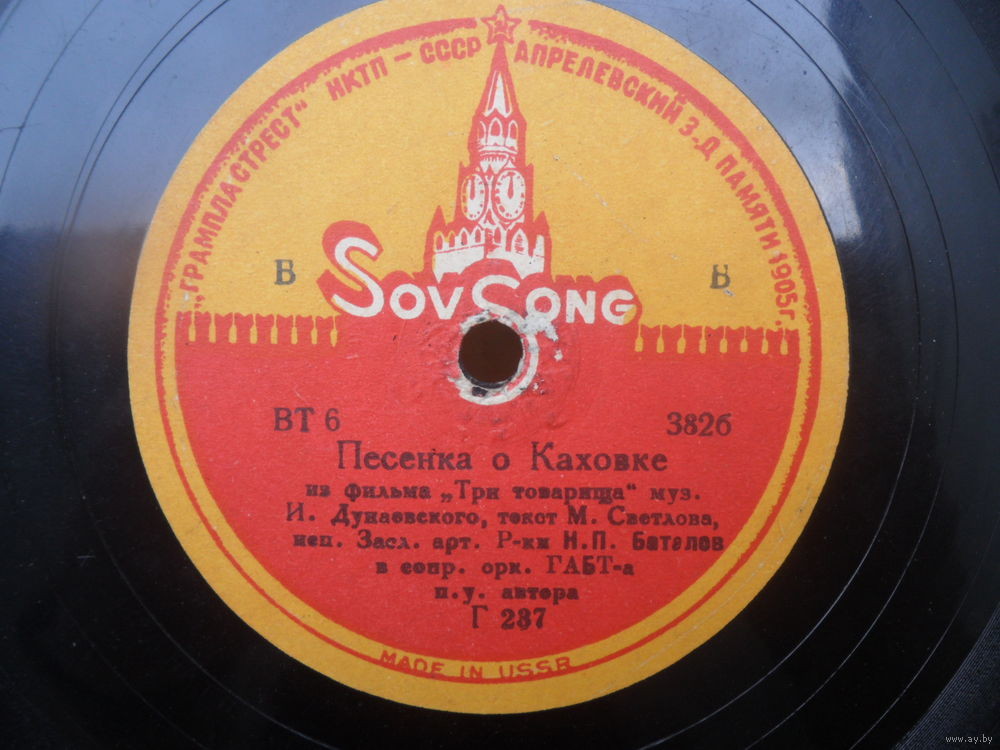 „ГРАМПЛАСТРЕСТ“ НКТП – СССР АПРЕЛЕВСКИЙ З-Д ПАМЯТИ 1905 г.
В В
SOVSONG
ВТ 6 3826
Песенка о Каховке
из фильма „Три товарища“ муз.
И. Дунаевского, текст М. Светлова,
исп. Засл. арт. Р-ки Н.П. Баталов
в сопр. орк. ГАБТ-а
п.у. автора
Г 237
MADE IN USSR
www.ay.by